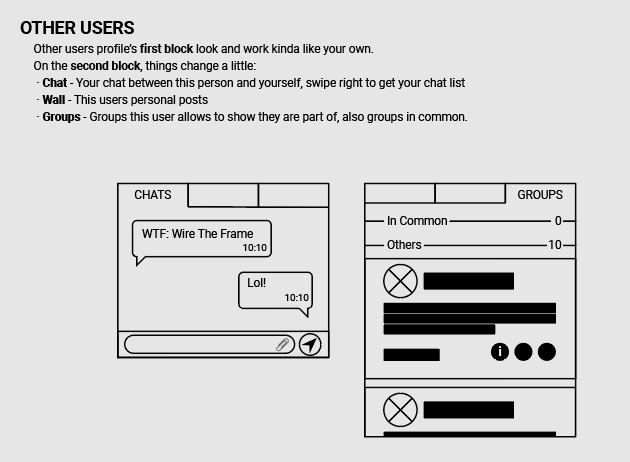 OTHER USERS
Other users profile's first block look and work kinda like your own.
On the second block, things change a little:
· Chat - Your chat between this person and yourself, swipe right to get your chat list
· Wall - This users personal posts
· Groups - Groups this user allows to show they are part of, also groups in common.
CHATS
WTF: Wire The Frame
10:10
Lol!
10:10
GROUPS
In Common 0
Others 10
i